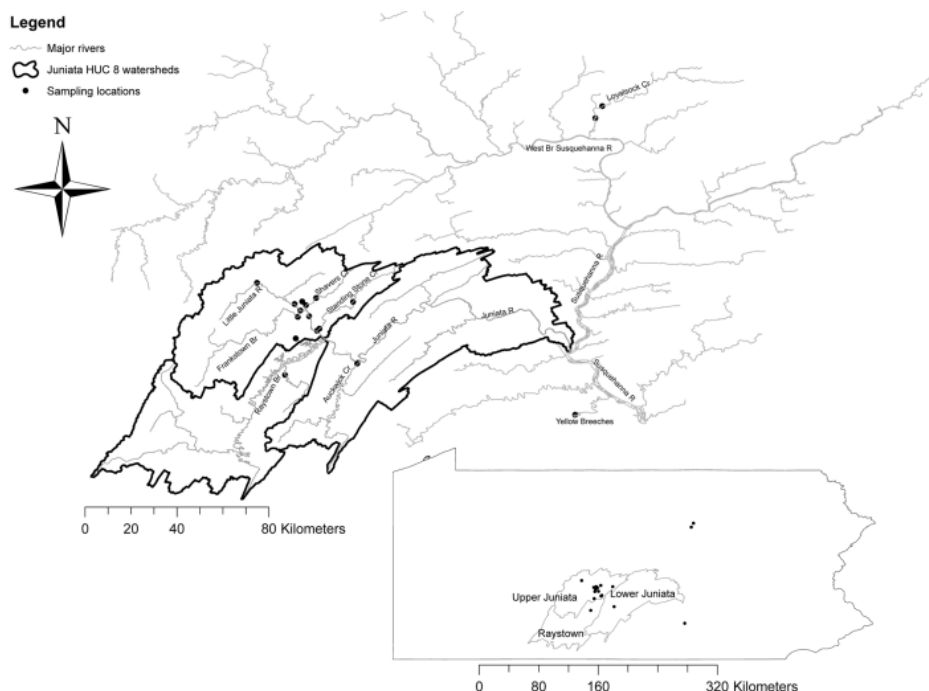 Legend
Major rivers
Juniata HUC 8 watersheds
Sampling locations
N
Loyalsock Cr
West Br Susquehanna R
Susquehanna R
Shavers Cr
Standing Stone Cr
Little Juniata R
Frankstown Br
Juniata R
Juniata R
Raystown Br
Aughwick Cr
Susquehanna R
Yellow Breeches
0 20 40 80 Kilometers
Upper Juniata
Lower Juniata
Raystown
0 80 160 320 Kilometers